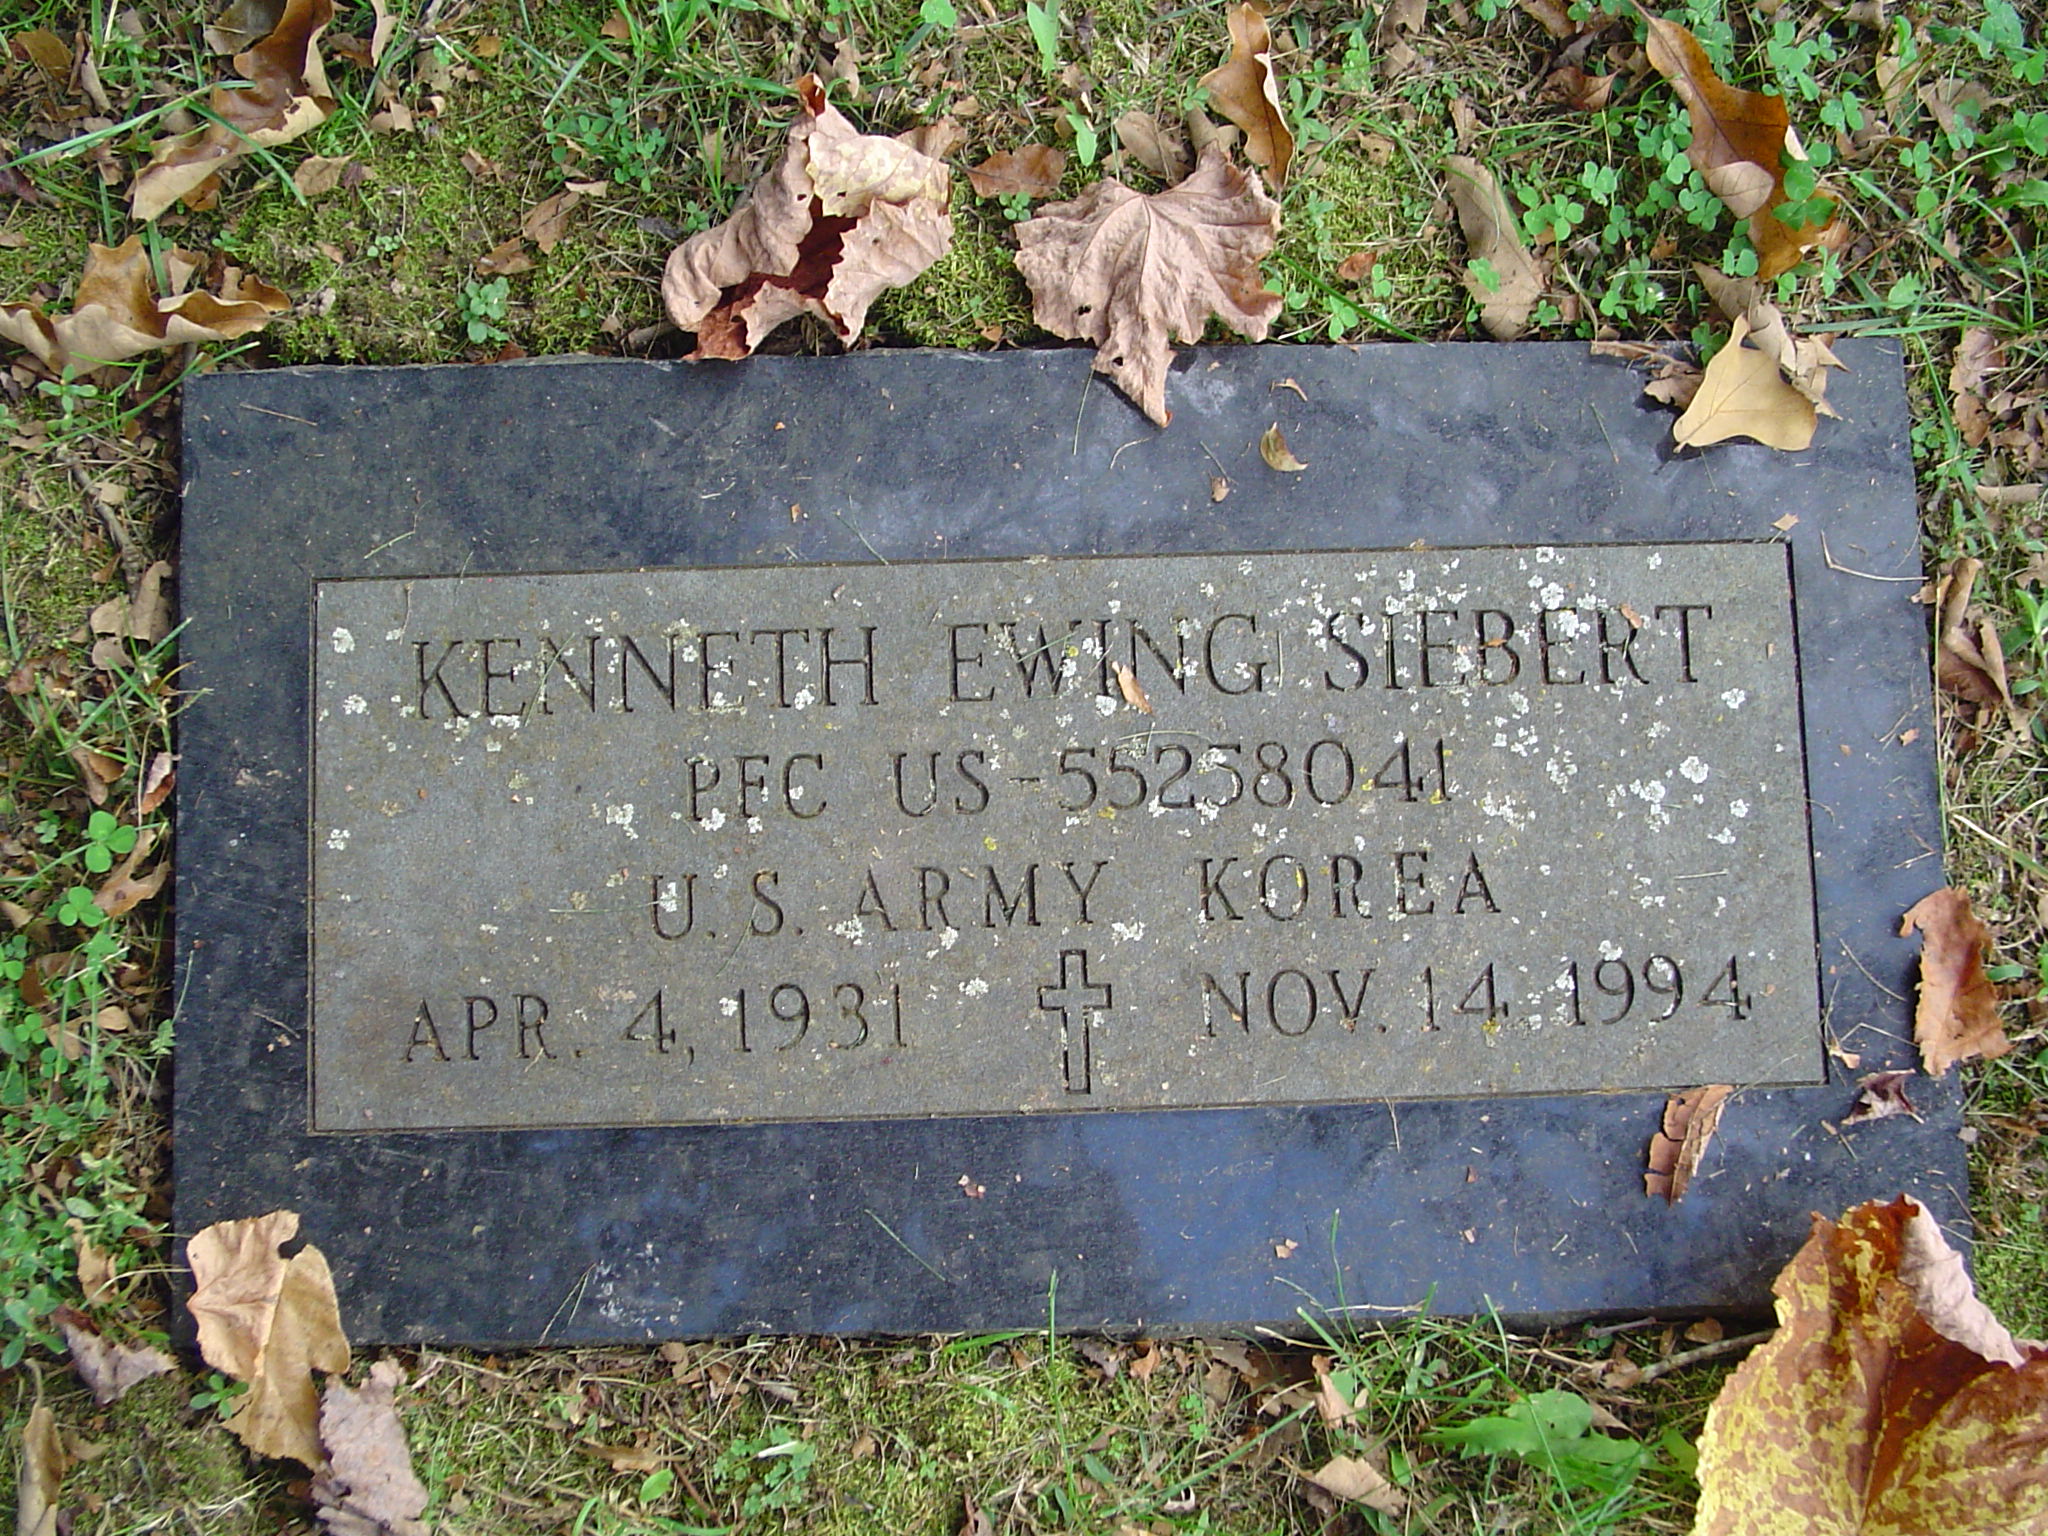 KENNETH EWING SIEBERT
PFC US-55258041
U.S. ARMY KOREA
APR. 4, 1931 NOV. 14, 1994